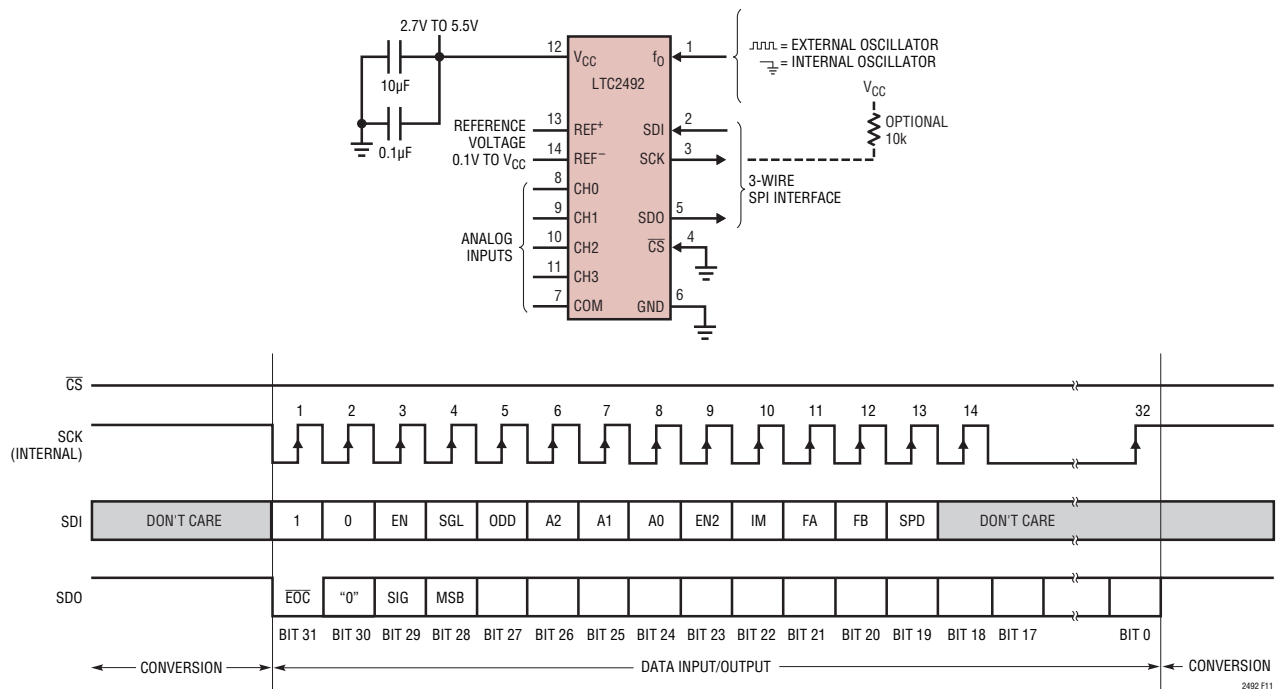 2.7V TO 5.5V
10µF
0.1µF
REFERENCE
VOLTAGE
0.1V TO VCC
ANALOG
INPUTS
12 VCC
13 REF+
14 REF−
8 CH0
9 CH1
10 CH2
11 CH3
7 COM
LTC2492
fO 1
SDI 2
SCK 3
SDO 5
CS 4
GND 6
= EXTERNAL OSCILLATOR
= INTERNAL OSCILLATOR
VCC
OPTIONAL
10k
3-WIRE
SPI INTERFACE
CS
SCK
(INTERNAL)
1 2 3 4 5 6 7 8 9 10 11 12 13 14 32
SDI
DON'T CARE 1 0 EN SGL ODD A2 A1 A0 EN2 IM FA FB SPD DON'T CARE
SDO
EOC "0" SIG MSB
BIT 31 BIT 30 BIT 29 BIT 28 BIT 27 BIT 26 BIT 25 BIT 24 BIT 23 BIT 22 BIT 21 BIT 20 BIT 19 BIT 18 BIT 17 BIT 0
CONVERSION DATA INPUT/OUTPUT CONVERSION
2492 F11